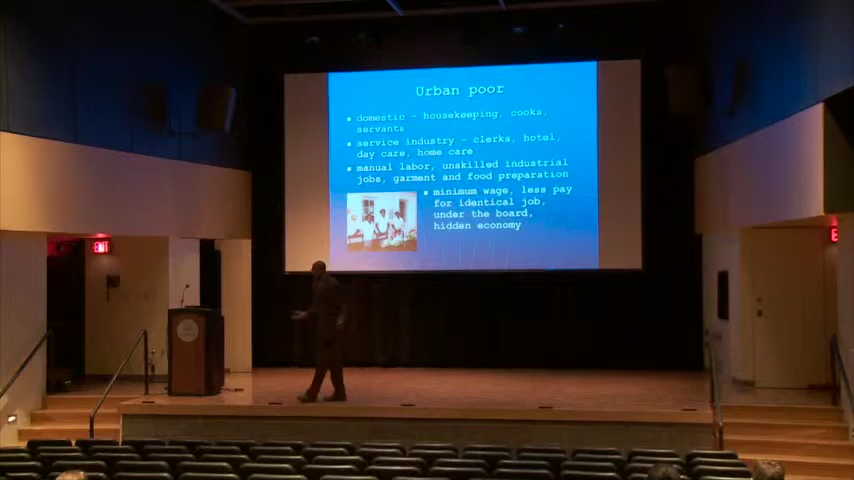 Urban poor
domestic - housekeeping, cooks,
servants
service industry - clerks, hotel,
day care, home care
manual labor, unskilled industrial
jobs, garment and food preparation
minimum wage, less pay
for identical job,
under the board,
hidden economy
EXIT